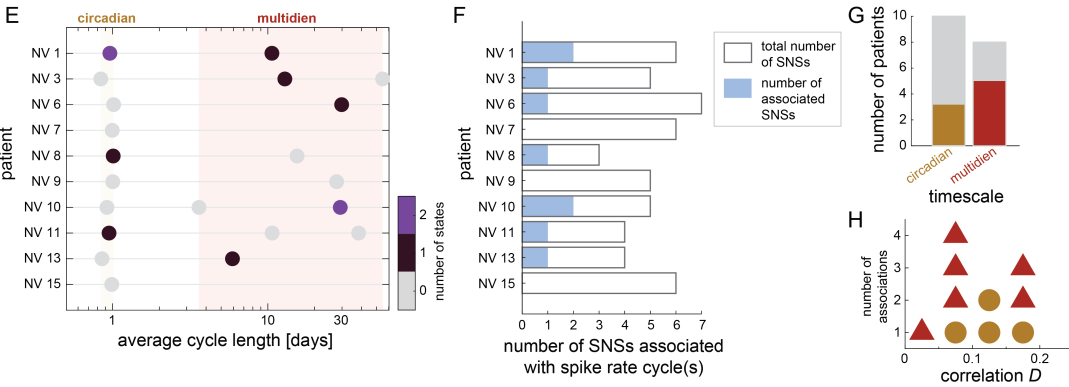 E
circadian
multidien
patient
NV 1
NV 3
NV 6
NV 7
NV 8
NV 9
NV 10
NV 11
NV 13
NV 15
1
10
30
average cycle length [days]
2
1
0
number of states
F
patient
NV 1
NV 3
NV 6
NV 7
NV 8
NV 9
NV 10
NV 11
NV 13
NV 15
0 1 2 3 4 5 6 7
number of SNSs associated
with spike rate cycle(s)
total number
of SNSs
number of
associated
SNSs
G
number of patients
10
8
6
4
2
0
circadian
multidien
timescale
H
number of
associations
4
3
2
1
0
0.1
0.2
correlation D